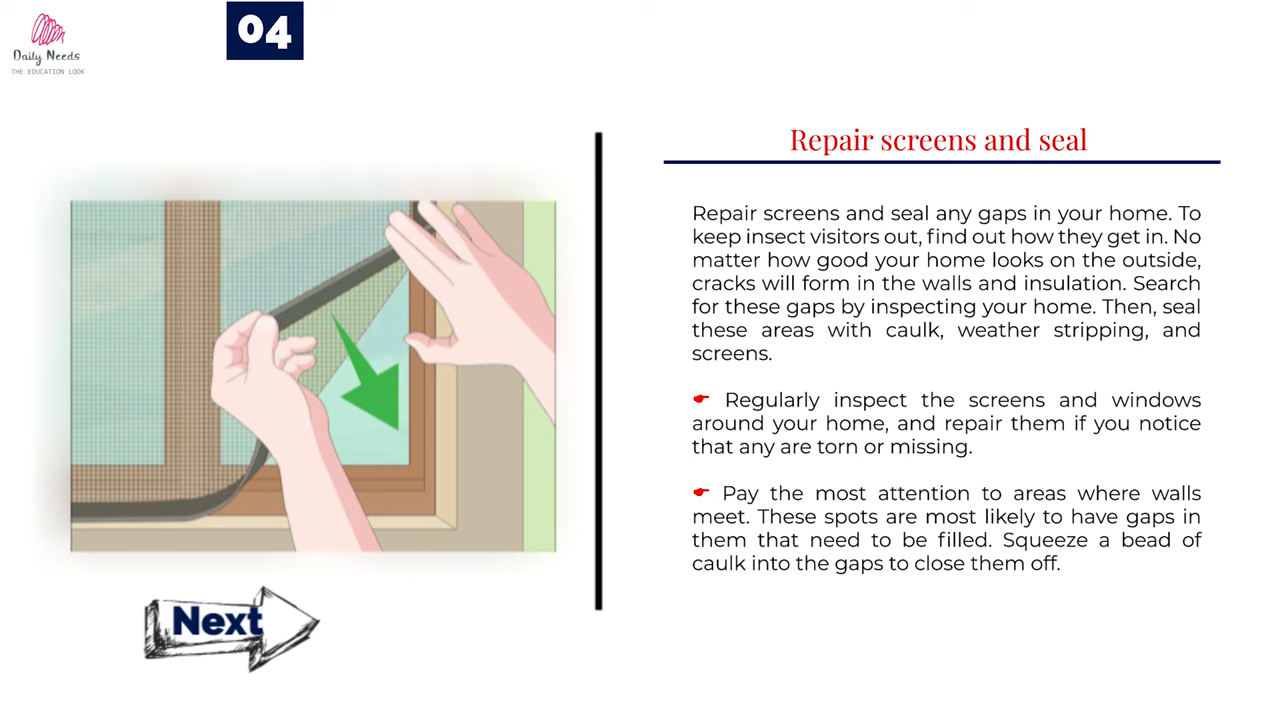 Daily Needs
THE EDUCATION LOOK
04
Repair screens and seal
Repair screens and seal any gaps in your home. To
keep insect visitors out, find out how they get in. No
matter how good your home looks on the outside,
cracks will form in the walls and insulation. Search
for these gaps by inspecting your home. Then, seal
these areas with caulk, weather stripping, and
screens.
Regularly inspect the screens and windows
around your home, and repair them if you notice
that any are torn or missing.
Pay the most attention to areas where walls
meet. These spots are most likely to have gaps in
them that need to be filled. Squeeze a bead of
caulk into the gaps to close them off.
Next